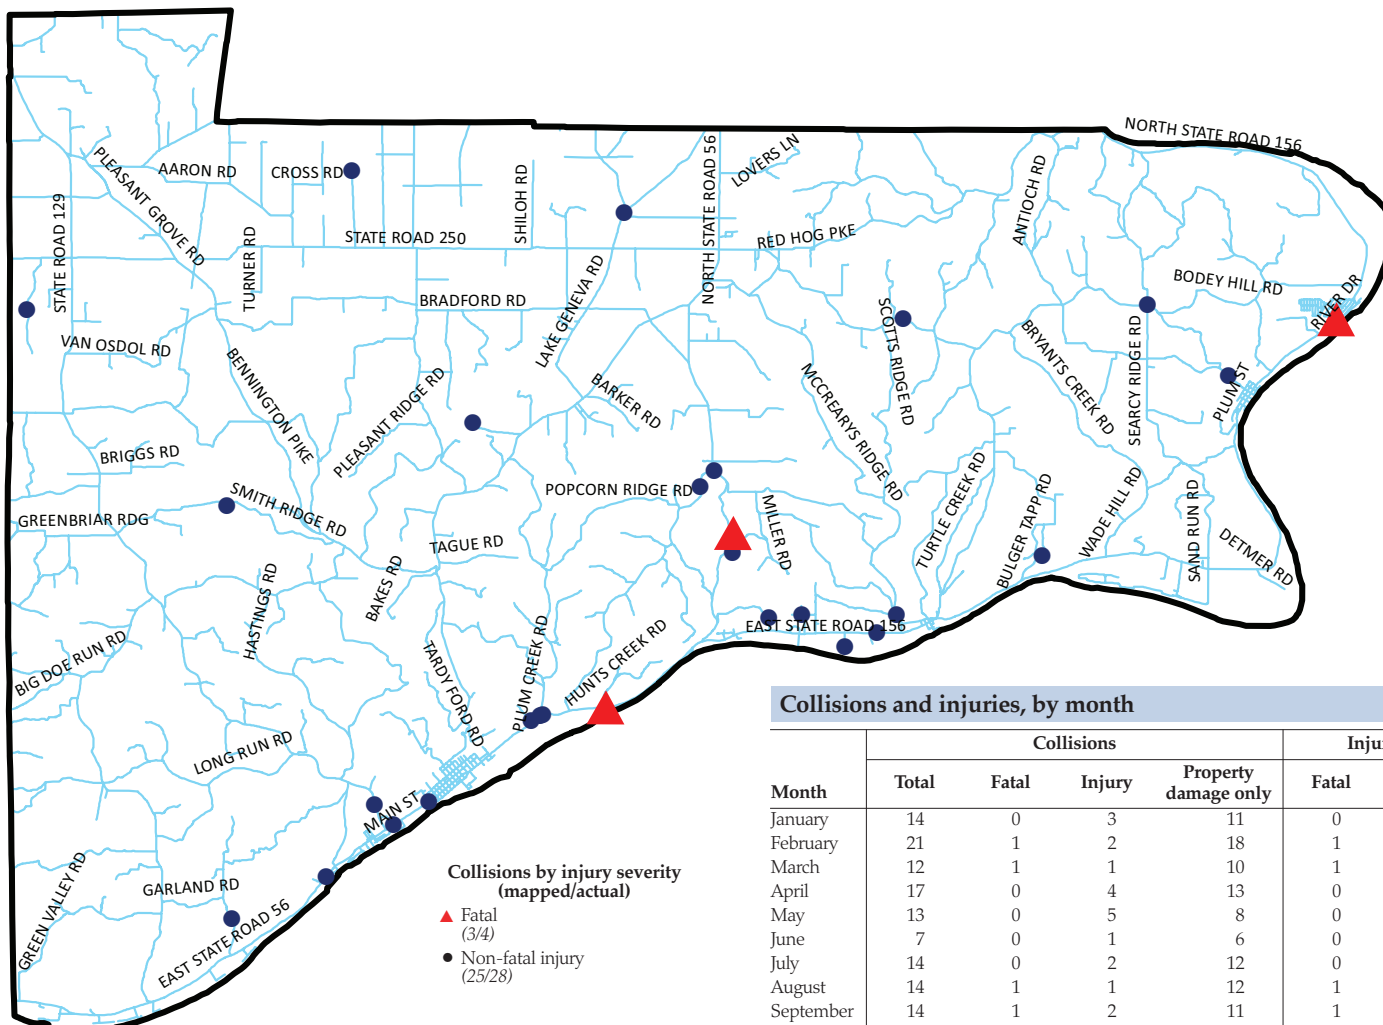 NORTH STATE ROAD 156
LOVERS LN
AARON RD
CROSS RD
PLEASANT GROVE RD
SHILOH RD
NORTH STATE ROAD 56
ANTIOCH RD
STATE ROAD 129
TURNER RD
STATE ROAD 250
RED HOG PKE
BODEY HILL RD
LAKE GENEVA RD
BRADFORD RD
RIVER DR
SCOTTS RIDGE RD
BRYANTS CREEK RD
SEARCY RIDGE RD
VAN OSDOL RD
BENNINGTON PIKE
PLEASANT RIDGE RD
BARKER RD
MCCREARYS RIDGE RD
PLUM ST
BRIGGS RD
SMITH RIDGE RD
POPCORN RIDGE RD
GREENBRIAR RDG
MILLER RD
TURTLE CREEK RD
BULGER TAPP RD
WADE HILL RD
SAND RUN RD
DETMER RD
TAGUE RD
BAKES RD
HASTINGS RD
EAST STATE ROAD 156
BIG DOE RUN RD
TARDY FORD RD
PLUM CREEK RD
HUNTS CREEK RD
LONG RUN RD
MAIN ST
GREEN VALLEY RD
GARLAND RD
EAST STATE ROAD 56
Collisions by injury severity
(mapped/actual)
Fatal
(3/4)
Non-fatal injury
(25/28)
Collisions and injuries, by month
Collisions Inju
Month Total Fatal Injury Property damage only Fatal
January 14 0 3 11 0
February 21 1 2 18 1
March 12 1 1 10 1
April 17 0 4 13 0
May 13 0 5 8 0
June 7 0 1 6 0
July 14 0 2 12 0
August 14 1 1 12 1
September 14 1 2 11 1